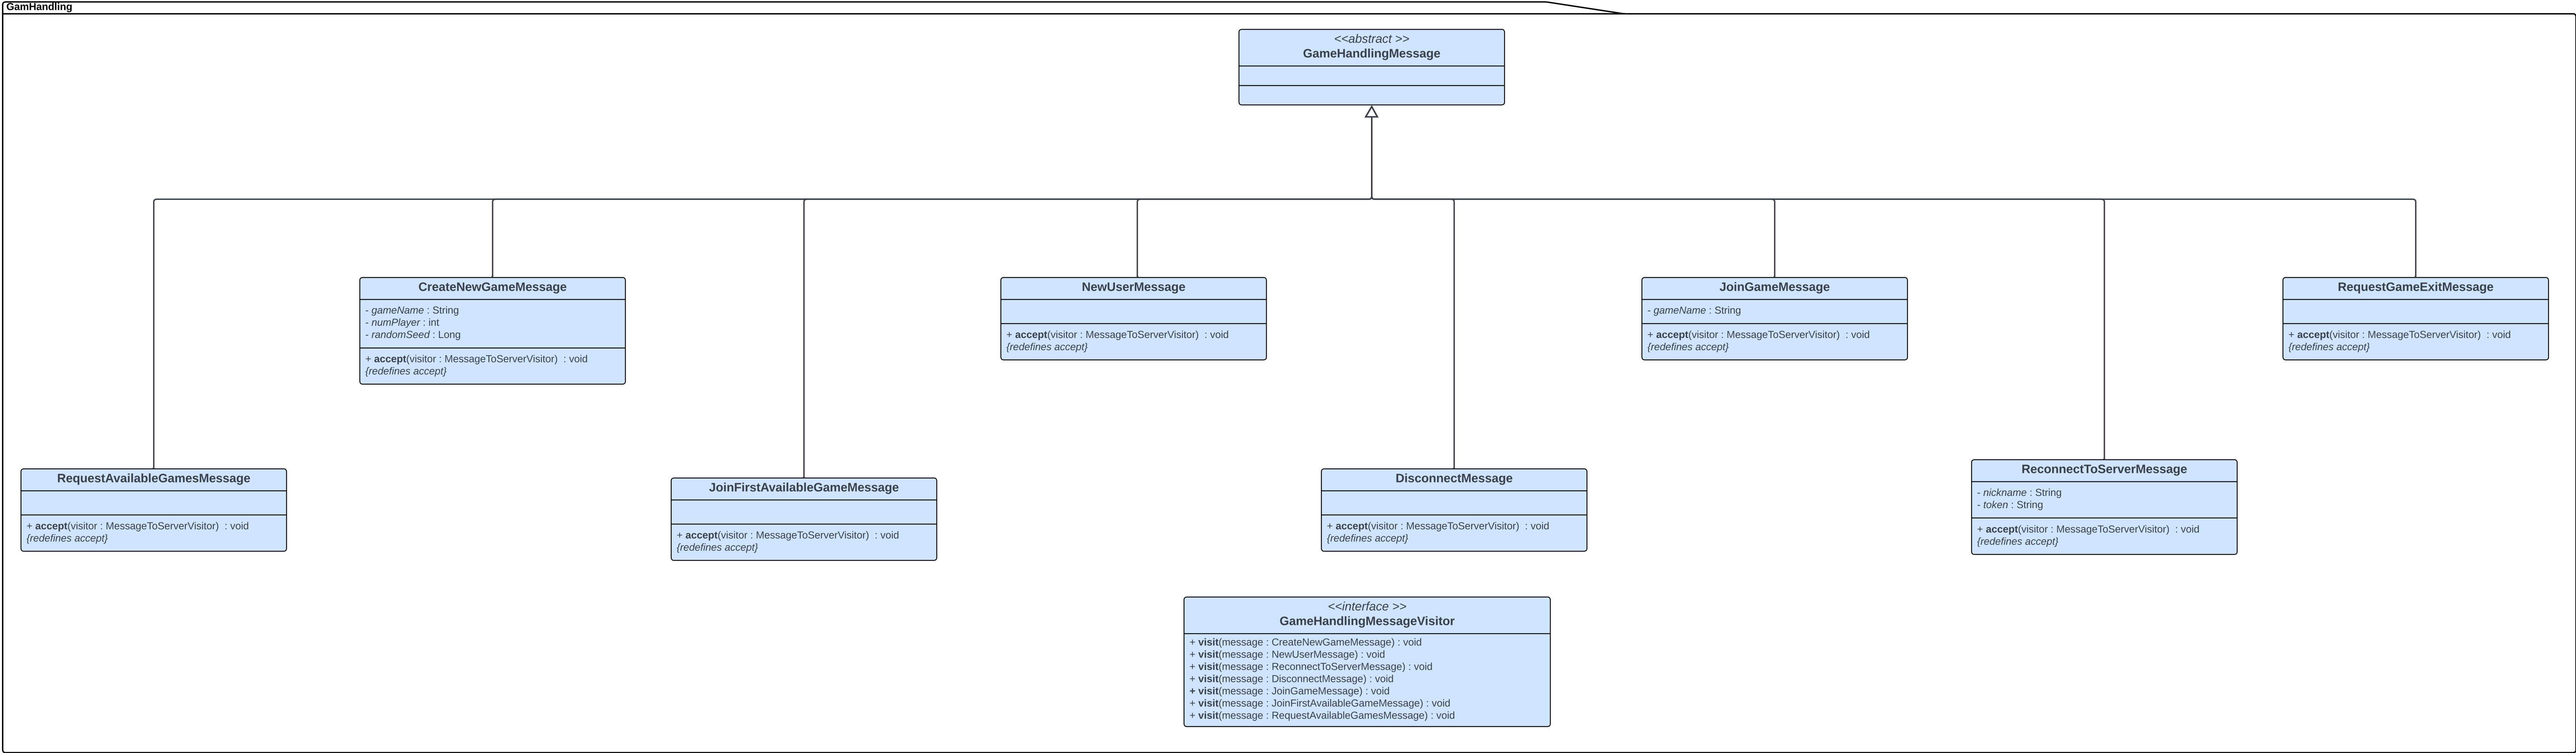 GamHandling
<<abstract >>
GameHandlingMessage
CreateNewGameMessage
- gameName : String
- numPlayer : int
- randomSeed : Long
+ accept(visitor : MessageToServerVisitor)  : void
{redefines accept}
NewUserMessage
+ accept(visitor : MessageToServerVisitor)  : void
{redefines accept}
JoinGameMessage
- gameName : String
+ accept(visitor : MessageToServerVisitor)  : void
{redefines accept}
RequestGameExitMessage
+ accept(visitor : MessageToServerVisitor)  : void
{redefines accept}
RequestAvailableGamesMessage
+ accept(visitor : MessageToServerVisitor)  : void
{redefines accept}
JoinFirstAvailableGameMessage
+ accept(visitor : MessageToServerVisitor)  : void
{redefines accept}
DisconnectMessage
+ accept(visitor : MessageToServerVisitor)  : void
{redefines accept}
ReconnectToServerMessage
- nickname : String
- token : String
+ accept(visitor : MessageToServerVisitor)  : void
{redefines accept}
<<interface >>
GameHandlingMessageVisitor
+ visit(message : CreateNewGameMessage) : void
+ visit(message : NewUserMessage) : void
+ visit(message : ReconnectToServerMessage) : void
+ visit(message : DisconnectMessage) : void
+ visit(message : JoinGameMessage) : void
+ visit(message : JoinFirstAvailableGameMessage) : void
+ visit(message : RequestAvailableGamesMessage) : void